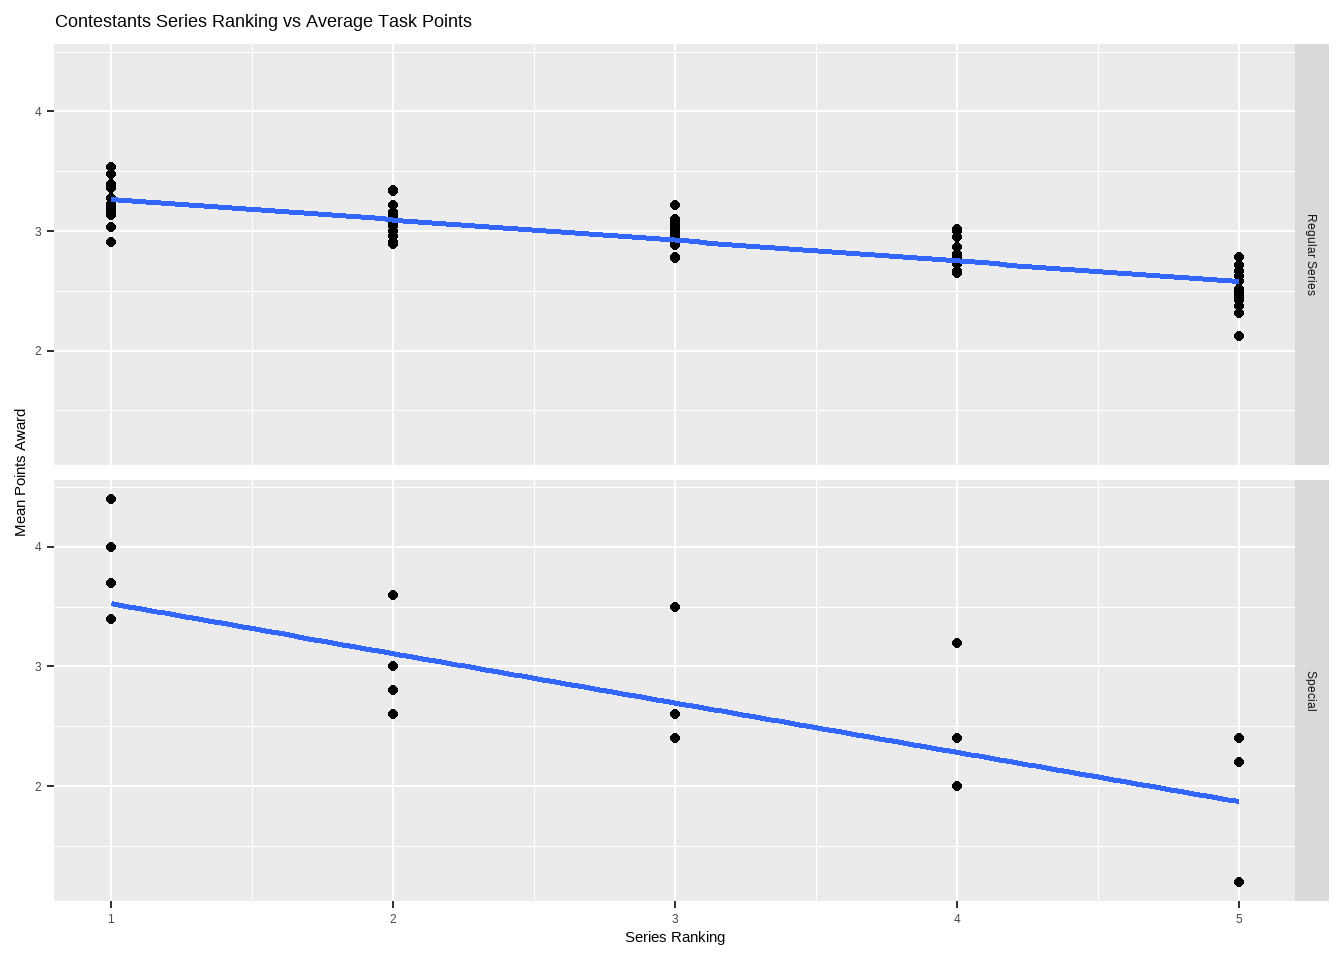 Contestants Series Ranking vs Average Task Points
Mean Points Award
4
3
2
Regular Series
4
3
2
Special
1
2
3
4
5
Series Ranking